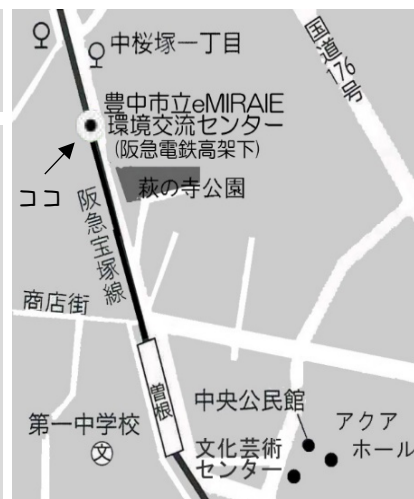 中桜塚一丁目
国道176号
豊中市立eMIRAIE
環境交流センター
(阪急電鉄高架下)
ココ
萩の寺公園
阪急宝塚線
商店街
曽根
中央公民館
アクア
ホール
第一中学校
文
文化芸術
センター